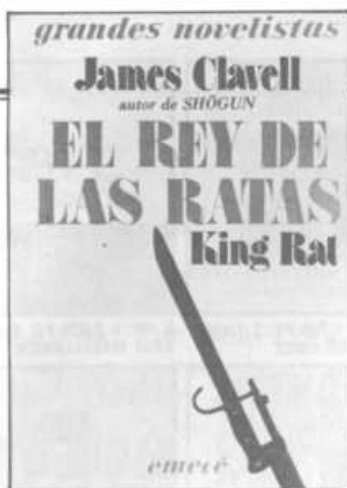 grandes novelistas
James Clavell
autor de SHŌGUN
EL REY DE
LAS RATAS
King Rat
emecé